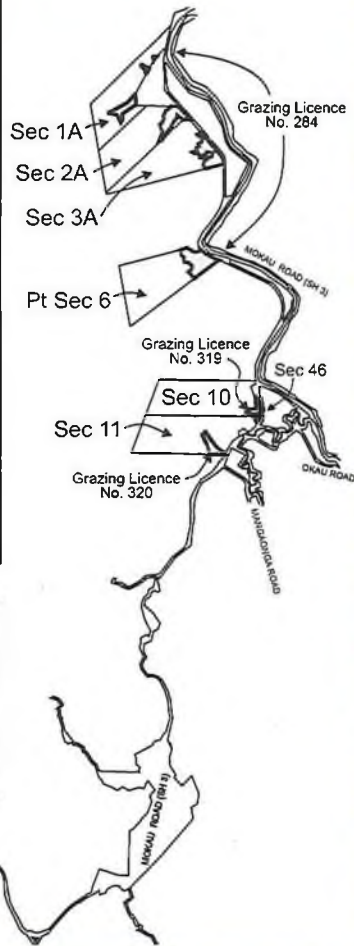 Grazing Licence
No. 284
Sec 1A
Sec 2A
Sec 3A
MOKAU ROAD (SH 3)
Pt Sec 6
Grazing Licence
No. 319
Sec 46
Sec 10
Sec 11
Grazing Licence
No. 320
OKAU ROAD
MANGAONGA ROAD
MOKAU ROAD (SH 3)